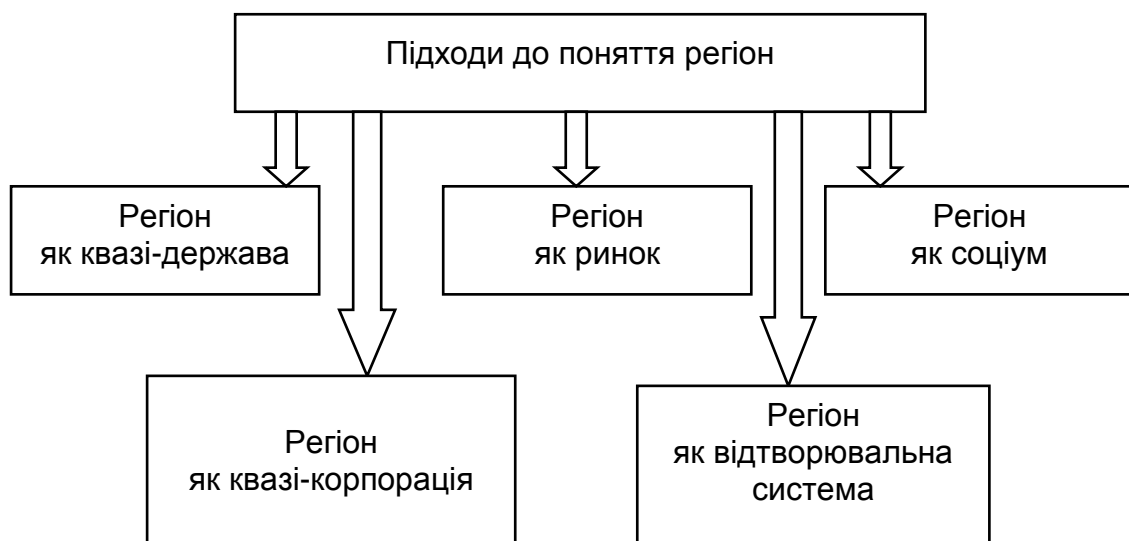 Підходи до поняття регіон
Регіон
як квазі-держава
Регіон
як ринок
Регіон
як соціум
Регіон
як квазі-корпорація
Регіон
як відтворювальна
система